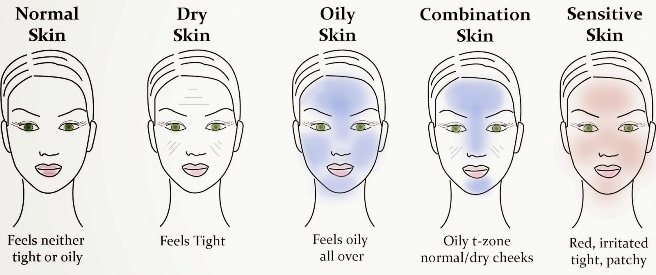 Normal
Skin
Dry
Skin
Oily
Skin
Combination
Skin
Sensitive
Skin
Feels neither
tight or oily
Feels Tight
Feels oily
all over
Oily t-zone
normal/dry cheeks
Red, irritated
tight, patchy